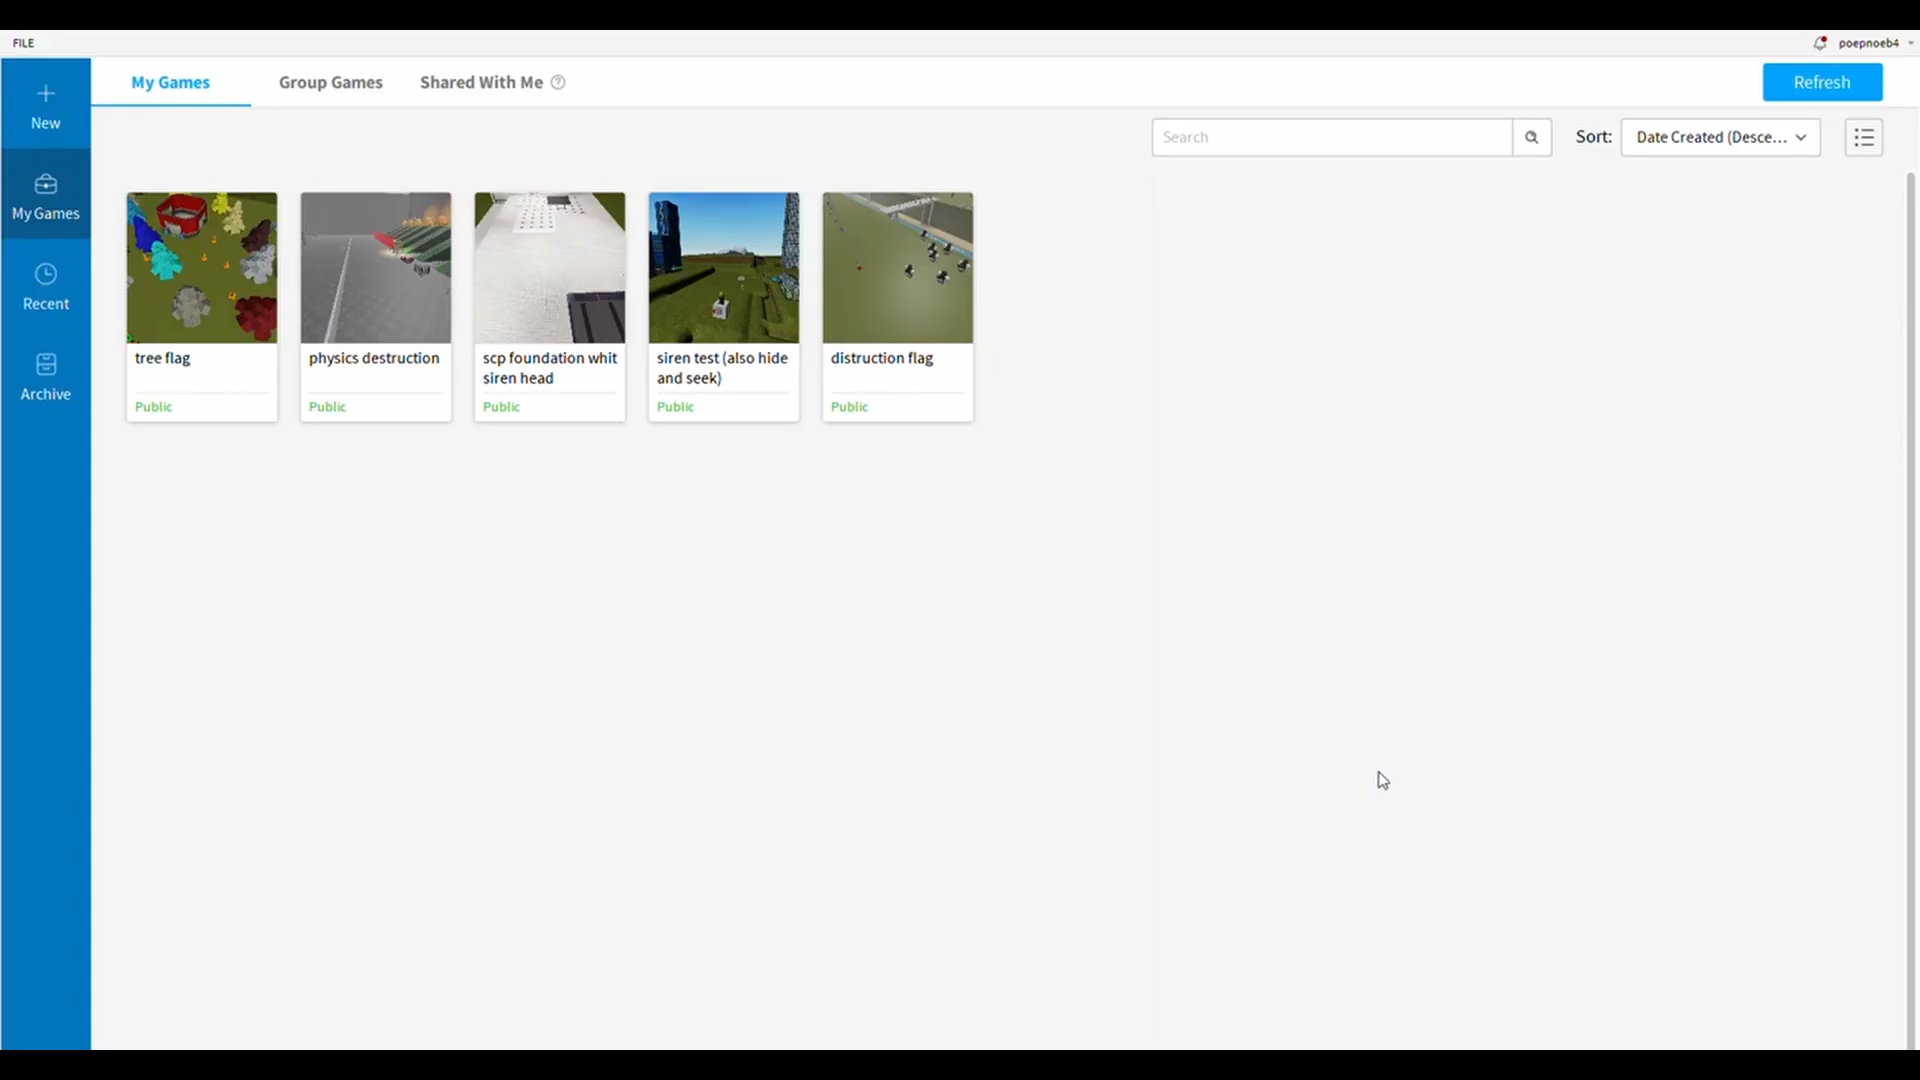 FILE
poepnoeb4
New
My Games
Group Games
Shared With Me
Refresh
Search
Sort:
Date Created (Desce...
My Games
Recent
Archive
tree flag
Public
physics destruction
Public
scp foundation whit
siren head
Public
siren test (also hide
and seek)
Public
distruction flag
Public